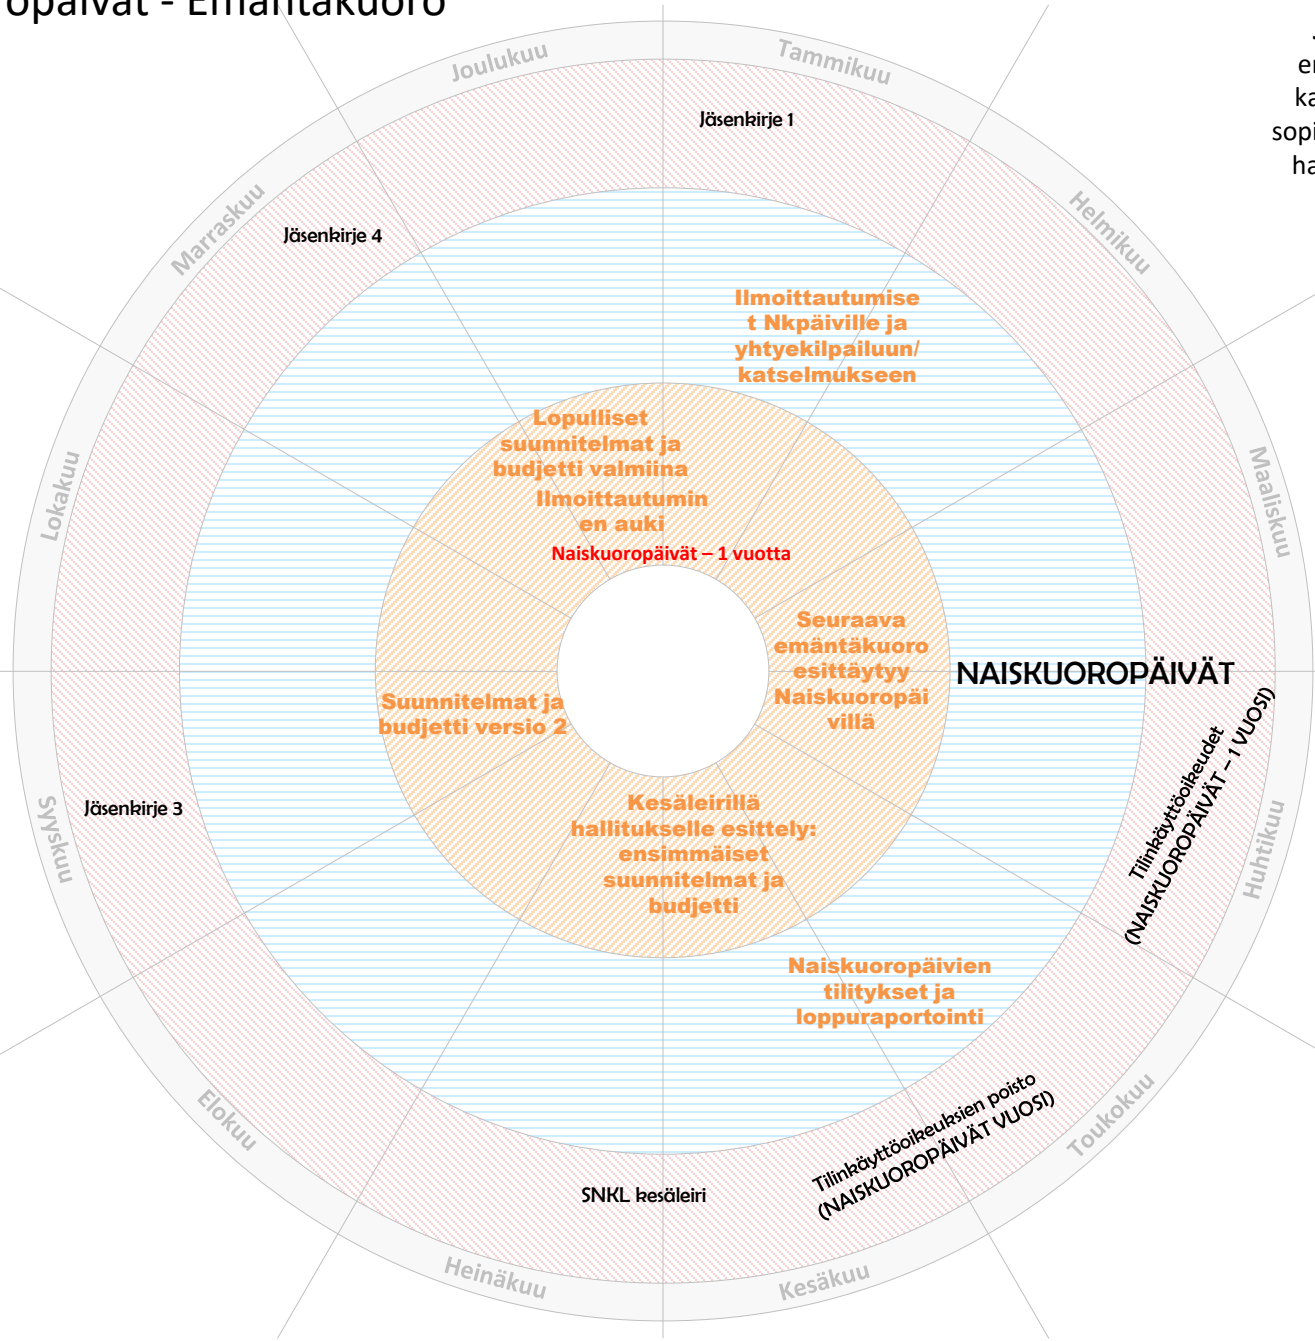 opäivät - Emäntäkuoro
Joulukuu
Tammikuu
Helmikuu
Maaliskuu
Huhtikuu
Toukokuu
Kesäkuu
Heinäkuu
Elokuu
Syyskuu
Lokakuu
Marraskuu
sopi
Jäsenkirje 1
Jäsenkirje 4
Jäsenkirje 3
Ilmoittautumise
t Nkpäiville ja
yhtyekilpailuun/
katselmukseen
Lopulliset
suunnitelmat ja
budjetti valmiina
Ilmoittautumin
en auki
Naiskuoropäivät – 1 vuotta
Seuraava
emäntäkuoro
esittäytyy
Naiskuoropäi
villä
NAISKUOROPÄIVÄT
Tilinkäyttöoikeudet
(NAISKUOROPÄIVÄT – 1 VUOSI)
Suunnitelmat ja
budjetti versio 2
Kesäleirillä
hallitukselle esittely:
ensimmäiset
suunnitelmat ja
budjetti
Naiskuoropäivien
tilitykset ja
loppuraportointi
Tilinkäyttöoikeuksien poisto
(NAISKUOROPÄIVÄT VUOSI)
SNKL kesäleiri